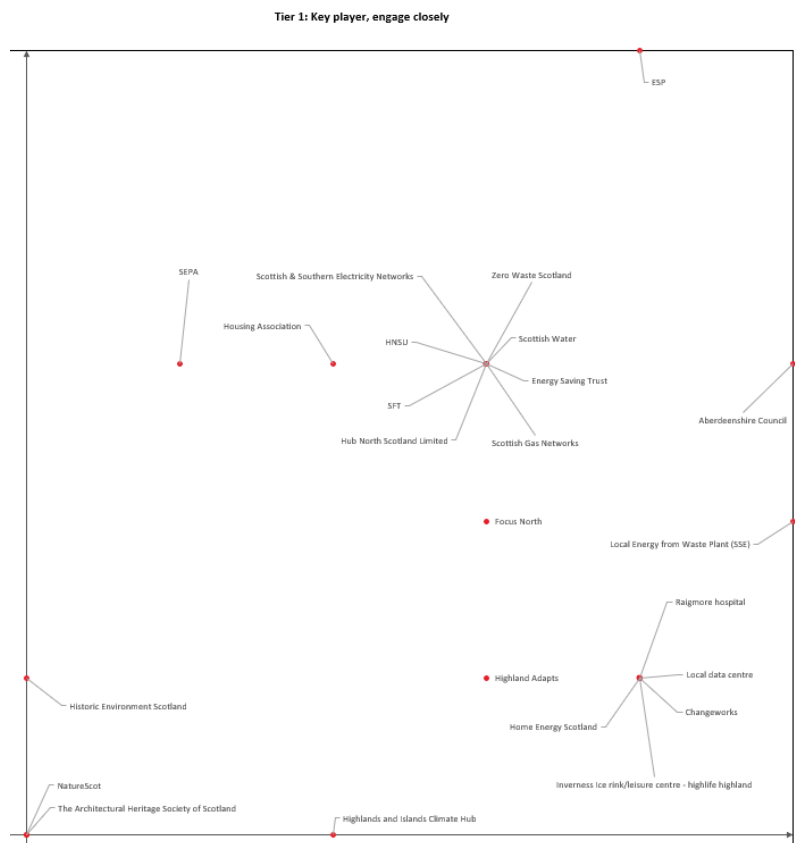 Tier 1: Key player, engage closely
ESP
SEPA
Scottish & Southern Electricity Networks
Zero Waste Scotland
Housing Association
HNSU
Scottish Water
Energy Saving Trust
SFT
Aberdeenshire Council
Hub North Scotland Limited
Scottish Gas Networks
Focus North
Local Energy from Waste Plant (SSE)
Raigmore hospital
Local data centre
Highland Adapts
Historic Environment Scotland
Changeworks
Home Energy Scotland
Inverness Ice rink/leisure centre - highlife highland
NatureScot
The Architectural Heritage Society of Scotland
Highlands and Islands Climate Hub